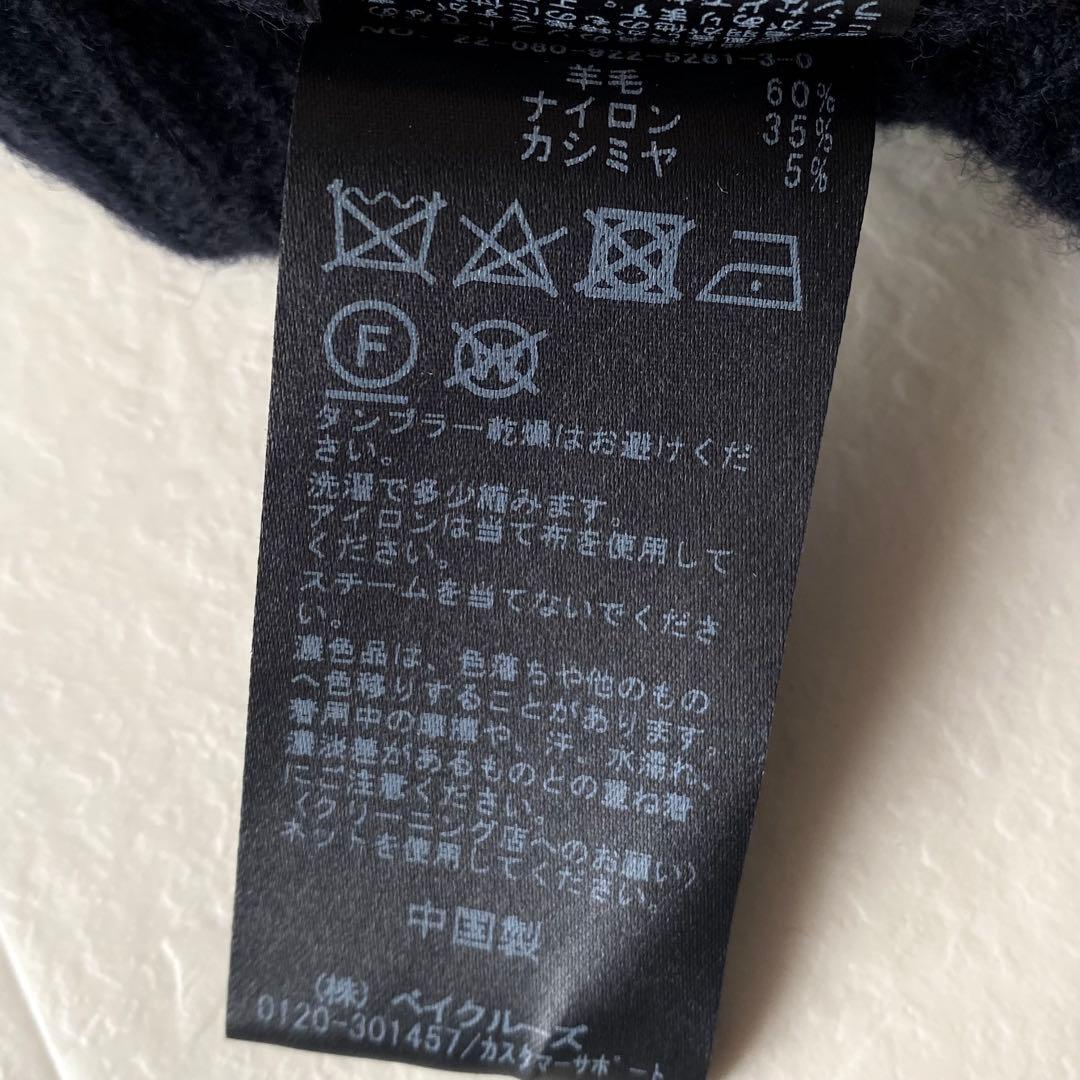 NO. 22-080-822-5261-3-0
羊毛 60%
ナイロン 35%
カシミヤ 5%
F
W
タンブラー乾燥はお避けくだ
さい。
洗濯で多少縮みます。
アイロンは当て布を使用して
ください。
スチームを当てないでくださ
い。
濃色品は、色落ちや他のもの
へ色移りすることがあります。
着用中の摩擦や、汗、水濡れ、
濃淡差があるものとの重ね着
にご注意ください。
〈クリーニング店へのお願い〉
ネットを使用してください。
中国製
(株) ベイクルーズ
0120-301457/カスタマーサポート